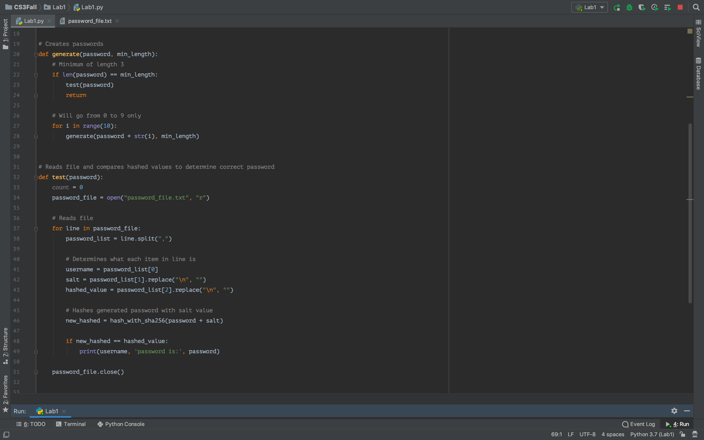 CS3Fall
Lab1
Lab1.py
Lab1
Lab1.py
password_file.txt
1: Project
SciView
Database
18
19 # Creates passwords
20 def generate(password, min_length):
21 # Minimum of length 3
22 if len(password) == min_length:
23 test(password)
24 return
25
26 # Will go from 0 to 9 only
27 for i in range(10):
28 generate(password + str(i), min_length)
29
30
31 # Reads file and compares hashed values to determine correct password
32 def test(password):
33 count = 0
34 password_file = open("password_file.txt", "r")
35
36 # Reads file
37 for line in password_file:
38 password_list = line.split(",")
39
40 # Determines what each item in line is
41 username = password_list[0]
42 salt = password_list[1].replace("\n", "")
43 hashed_value = password_list[2].replace("\n", "")
44
45 # Hashes generated password with salt value
46 new_hashed = hash_with_sha256(password + salt)
47
48 if new_hashed == hashed_value:
49 print(username, 'password is:', password)
50
51 password_file.close()
52
53
2: Structure
2: Favorites
Run: Lab1
6: TODO
Terminal
Python Console
Event Log
4: Run
69:1 LF UTF-8 4 spaces Python 3.7 (Lab1)